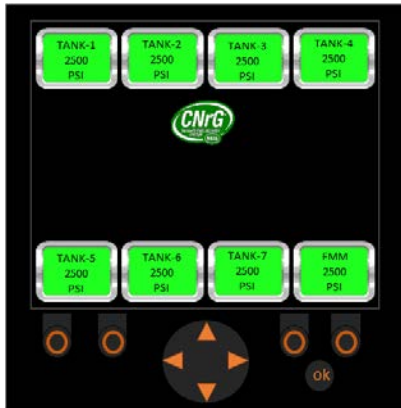 TANK-1
2500
PSI
TANK-2
2500
PSI
TANK-3
2500
PSI
TANK-4
2500
PSI
CNrG
TANK-5
2500
PSI
TANK-6
2500
PSI
TANK-7
2500
PSI
FMM
2500
PSI
ok